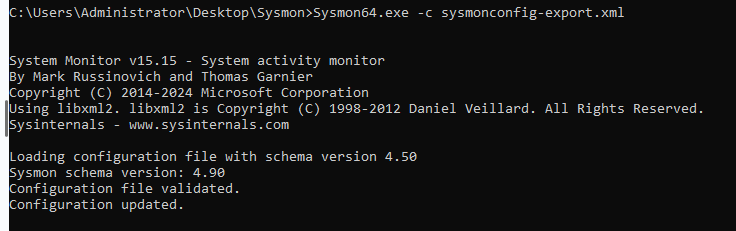 C:\Users\Administrator\Desktop\Sysmon>Sysmon64.exe -c sysmonconfig-export.xml
System Monitor v15.15 - System activity monitor
By Mark Russinovich and Thomas Garnier
Copyright (C) 2014-2024 Microsoft Corporation
Using libxml2. libxml2 is Copyright (C) 1998-2012 Daniel Veillard. All Rights Reserved.
Sysinternals - www.sysinternals.com
Loading configuration file with schema version 4.50
Sysmon schema version: 4.90
Configuration file validated.
Configuration updated.